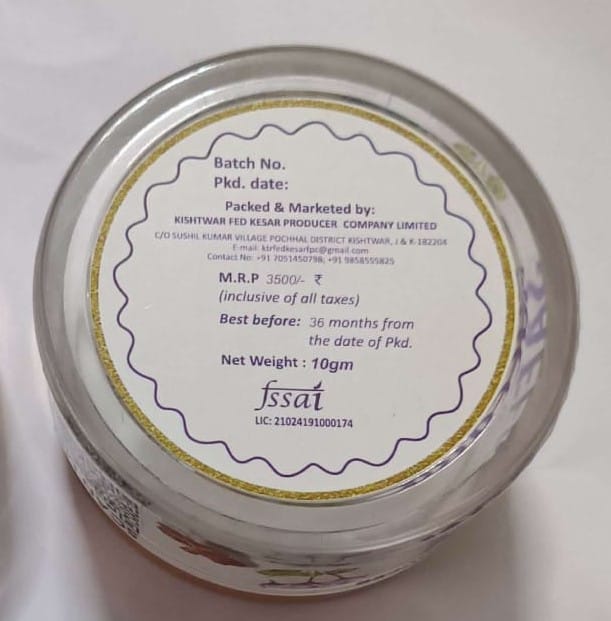 Batch No.
Pkd. date:
Packed & Marketed by:
KISHTWAR FED KESAR PRODUCER COMPANY LIMITED
C/O SUSHIL KUMAR VILLAGE POCHHAL DISTRICT KISHTWAR, J & K-182204
E-mail: ktrfedkesarfpc@gmail.com
Contact No: +91 7051450798; +91 9858555825
M.R.P 3500/- ₹
(inclusive of all taxes)
Best before: 36 months from
the date of Pkd.
Net Weight : 10gm
fssai
LIC: 21024191000174